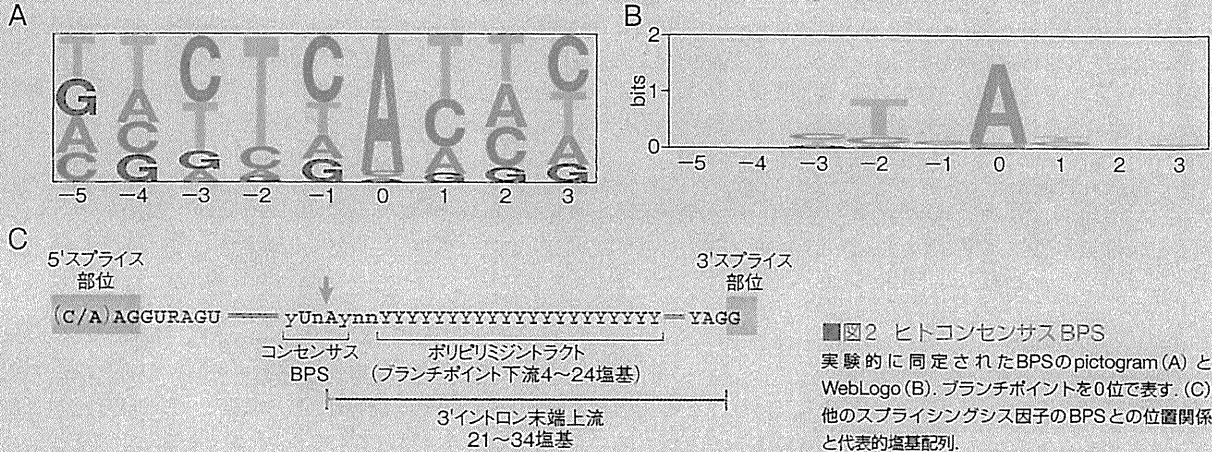 A
T T C T C A T T C
G A T C T A C A T
A C G A A A C A
C G A G G G G
-5 -4 -3 -2 -1 0 1 2 3
B
2
bits 1
0
T A
-5 -4 -3 -2 -1 0 1 2 3
C
5'スプライス
部位
3'スプライス
部位
(C/A)AGGURAGU yUnAynnYYYYYYYYYYYYYYYYYYYYY YAGG
コンセンサス
BPS
ポリピリミジントラクト
(ブランチポイント下流4〜24塩基)
3'イントロン末端上流
21〜34塩基
■図2 ヒトコンセンサスBPS
実験的に同定されたBPSのpictogram(A)と
WebLogo(B).ブランチポイントを0位で表す.(C)
他のスプライシングシス因子のBPSとの位置関係
と代表的塩基配列.